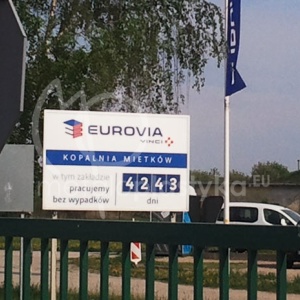 EUROVIA
VINCI
KOPALNIA MIETKÓW
w tym zakładzie
pracujemy
bez wypadków
4243
dni